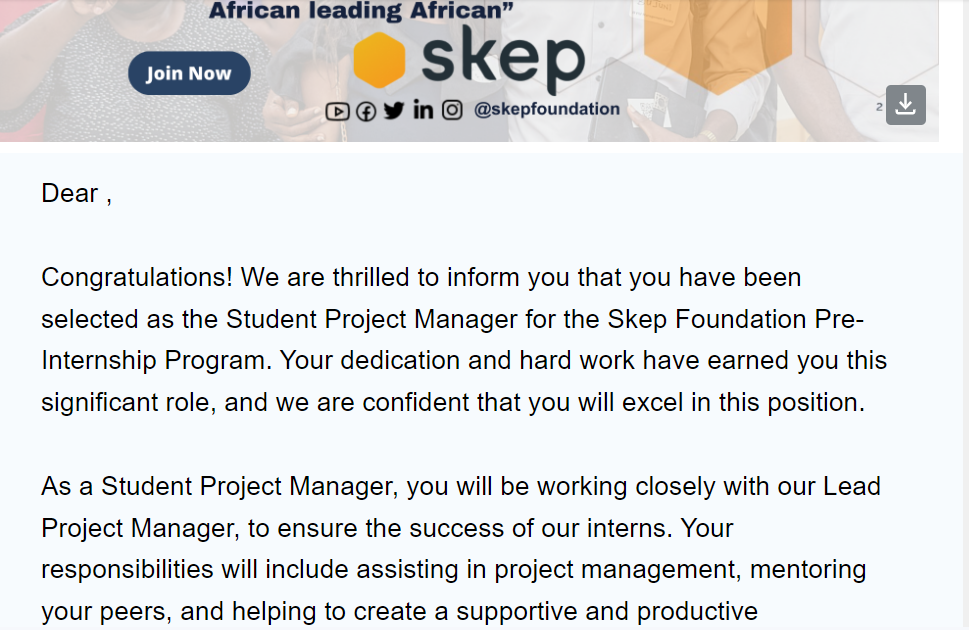 African leading African”
Join Now
skep
in @skepfoundation
2
Dear ,
Congratulations! We are thrilled to inform you that you have been
selected as the Student Project Manager for the Skep Foundation Pre-
Internship Program. Your dedication and hard work have earned you this
significant role, and we are confident that you will excel in this position.
As a Student Project Manager, you will be working closely with our Lead
Project Manager, to ensure the success of our interns. Your
responsibilities will include assisting in project management, mentoring
your peers, and helping to create a supportive and productive